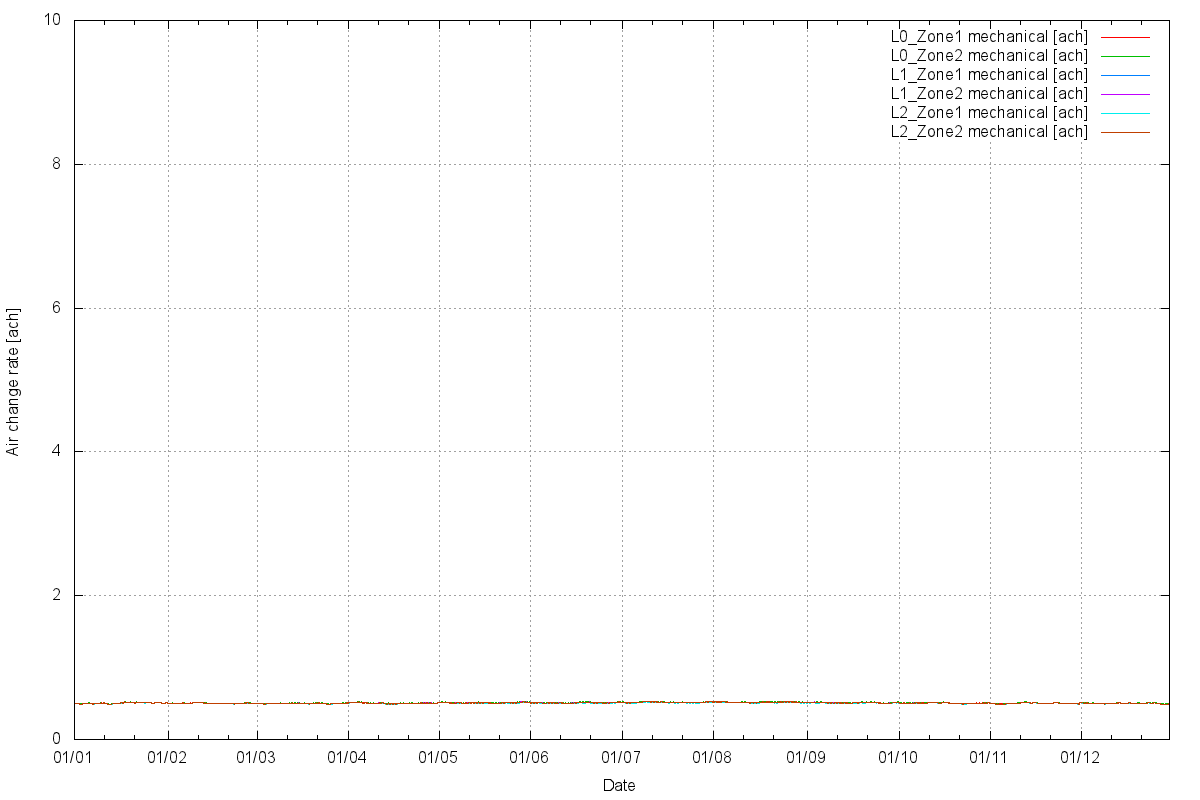 10
L0_Zone1 mechanical [ach]
L0_Zone2 mechanical [ach]
L1_Zone1 mechanical [ach]
L1_Zone2 mechanical [ach]
L2_Zone1 mechanical [ach]
L2_Zone2 mechanical [ach]
8
6
Air change rate [ach]
4
2
0
01/01 01/02 01/03 01/04 01/05 01/06 01/07 01/08 01/09 01/10 01/11 01/12
Date